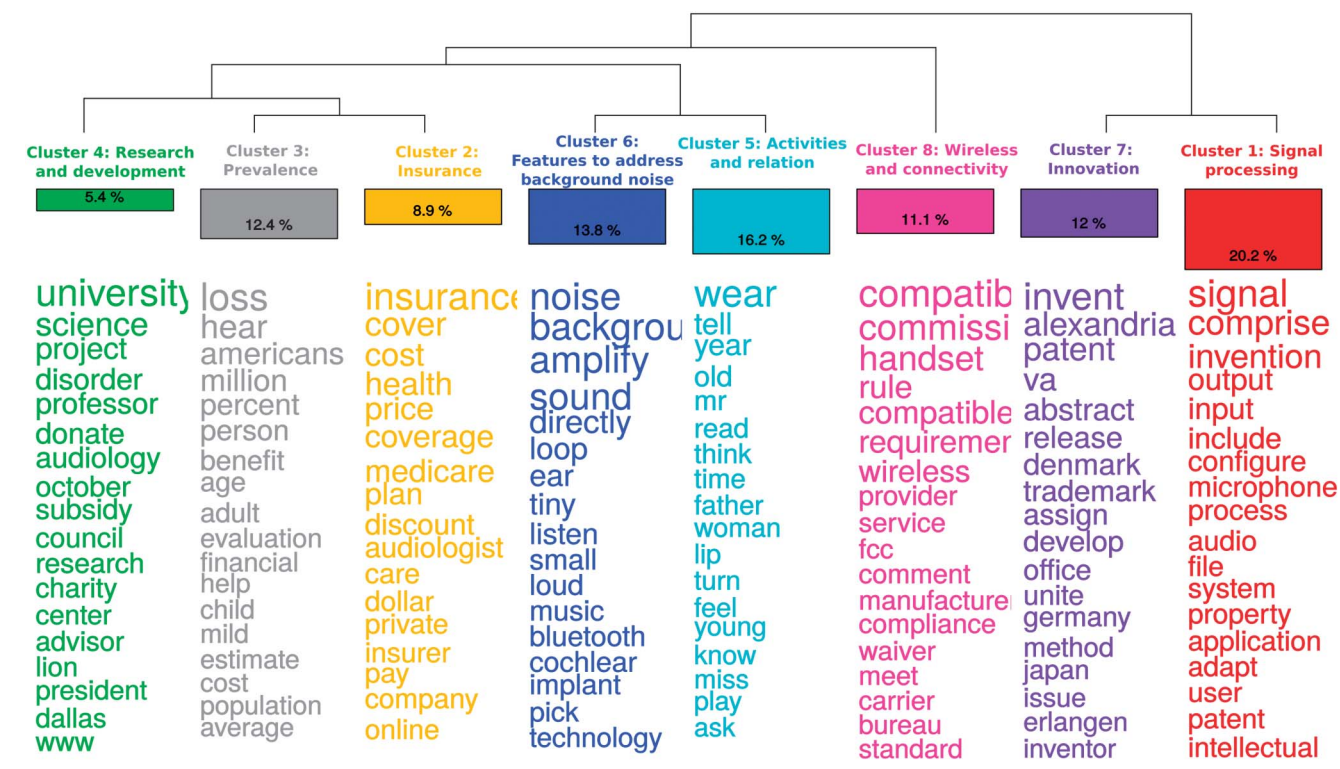 Cluster 4: Research
and development
5.4 %
university
science
project
disorder
professor
donate
audiology
october
subsidy
council
research
charity
center
advisor
lion
president
dallas
www
Cluster 3:
Prevalence
12.4 %
loss
hear
americans
million
percent
person
benefit
age
adult
evaluation
financial
help
child
mild
estimate
cost
population
average
Cluster 2:
Insurance
8.9 %
insurance
cover
cost
health
price
coverage
medicare
plan
discount
audiologist
care
dollar
private
insurer
pay
company
online
Cluster 6:
Features to address
background noise
13.8 %
noise
backgrou
amplify
sound
directly
loop
ear
tiny
listen
small
loud
music
bluetooth
cochlear
implant
pick
technology
Cluster 5: Activities
and relation
16.2 %
wear
tell
year
old
mr
read
think
time
father
woman
lip
turn
feel
young
know
miss
play
ask
Cluster 8: Wireless
and connectivity
11.1 %
compatib
commissi
handset
rule
compatible
requiremer
wireless
provider
service
fcc
comment
manufacture
compliance
waiver
meet
carrier
bureau
standard
Cluster 7:
Innovation
12 %
invent
alexandria
patent
va
abstract
release
denmark
trademark
assign
develop
office
unite
germany
method
japan
issue
erlangen
inventor
Cluster 1: Signal
processing
20.2 %
signal
comprise
invention
output
input
include
configure
microphone
process
audio
file
system
property
application
adapt
user
patent
intellectual